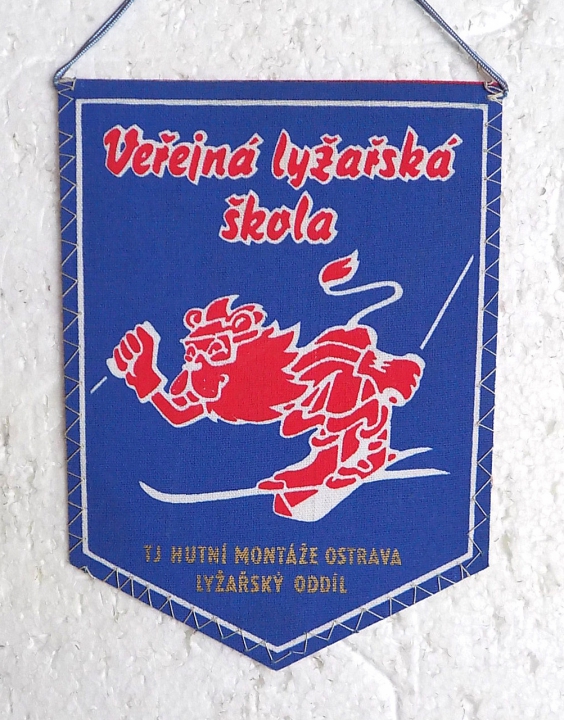 Veřejná lyžařská
škola
TJ HUTNÍ MONTÁŽE OSTRAVA
LYŽAŘSKÝ ODDÍL